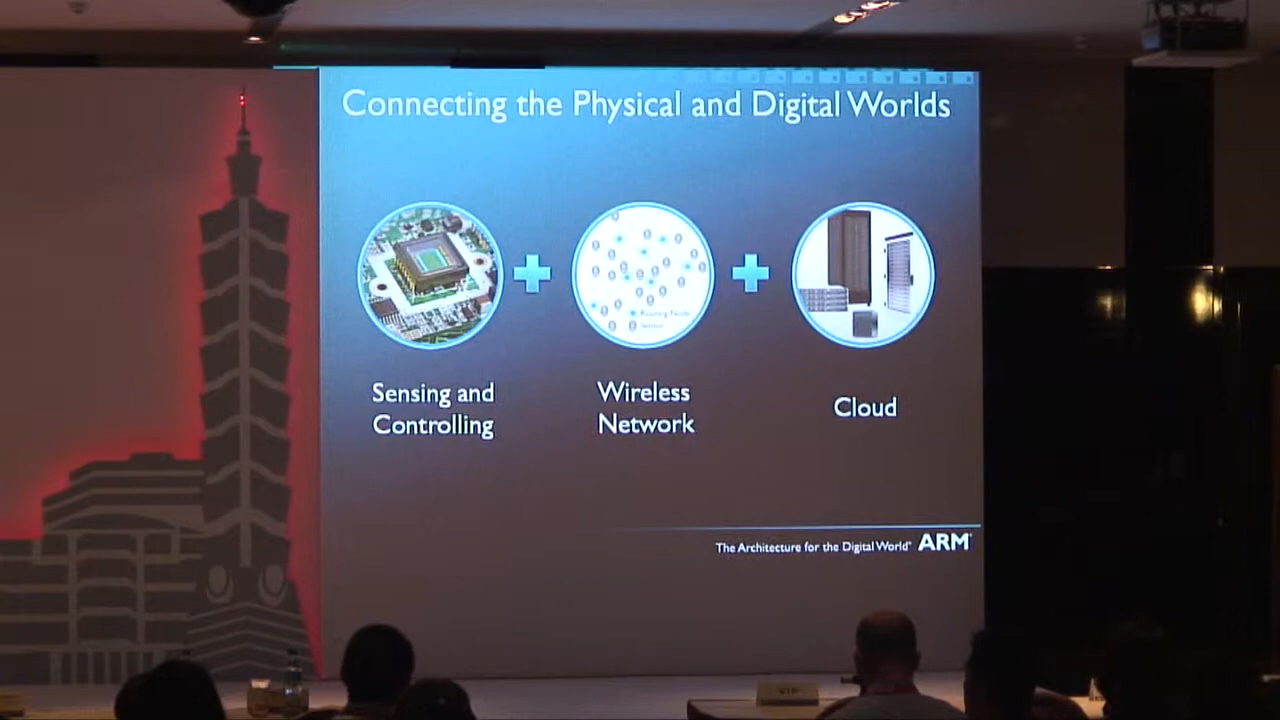 Connecting the Physical and Digital Worlds
Sensing and
Controlling
Wireless
Network
Cloud
The Architecture for the Digital World® ARM®
VIP